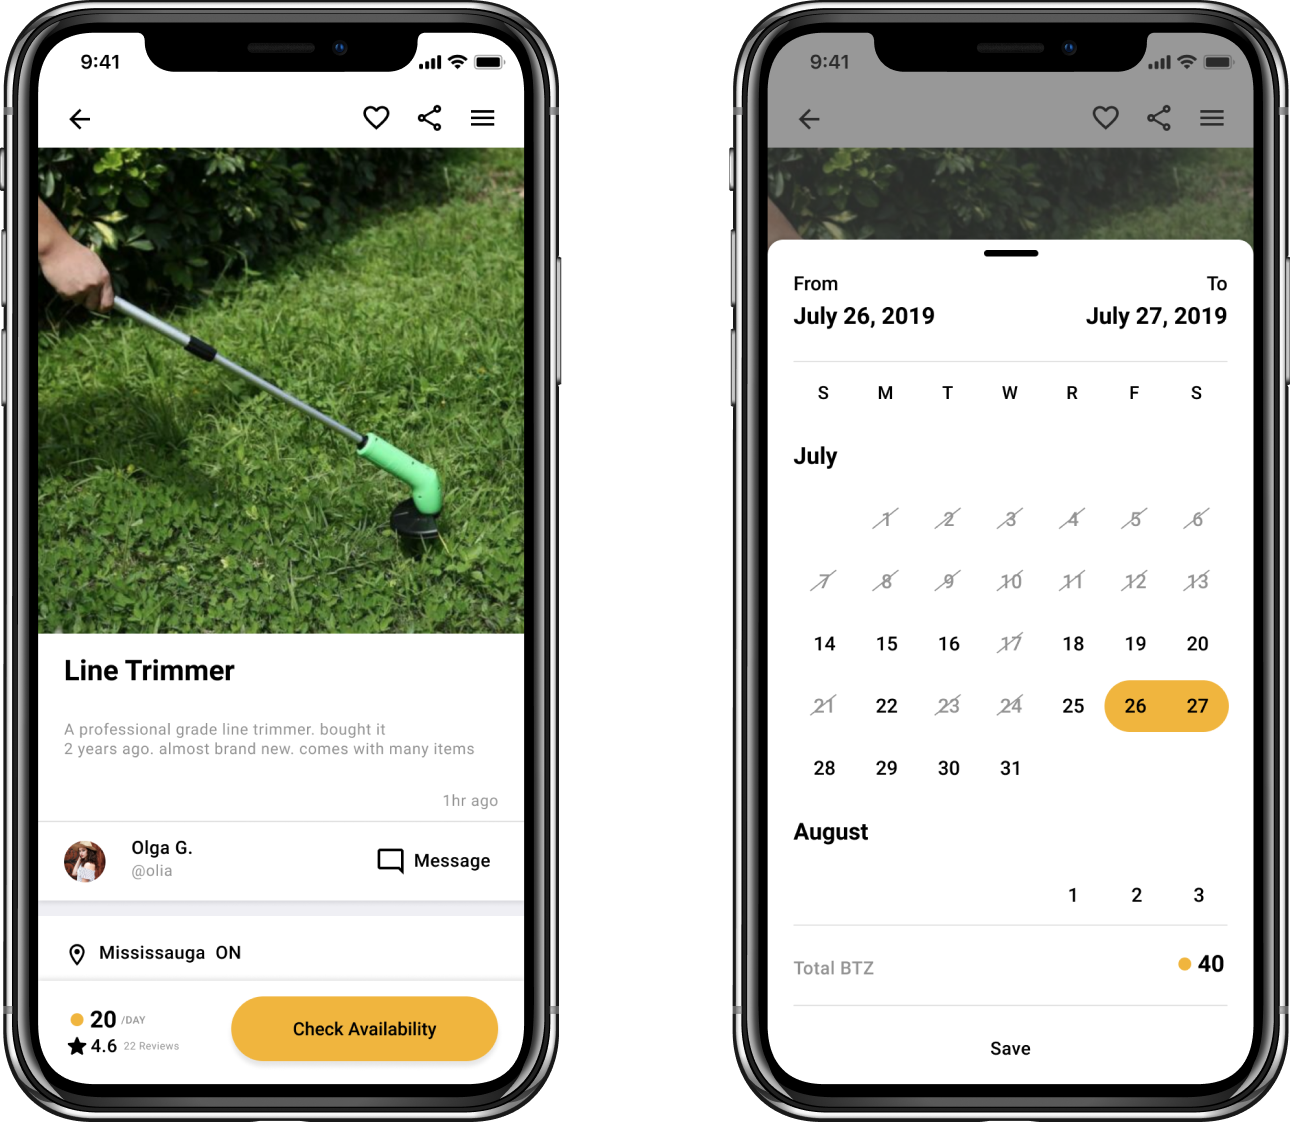 9:41
Line Trimmer
A professional grade line trimmer. bought it
2 years ago. almost brand new. comes with many items
1hr ago
Olga G.
@olia
Message
Mississauga ON
20 /DAY
4.6 22 Reviews
Check Availability
9:41
From To
July 26, 2019 July 27, 2019
S M T W R F S
July
1 2 3 4 5 6
7 8 9 10 11 12 13
14 15 16 17 18 19 20
21 22 23 24 25 26 27
28 29 30 31
August
1 2 3
Total BTZ 40
Save